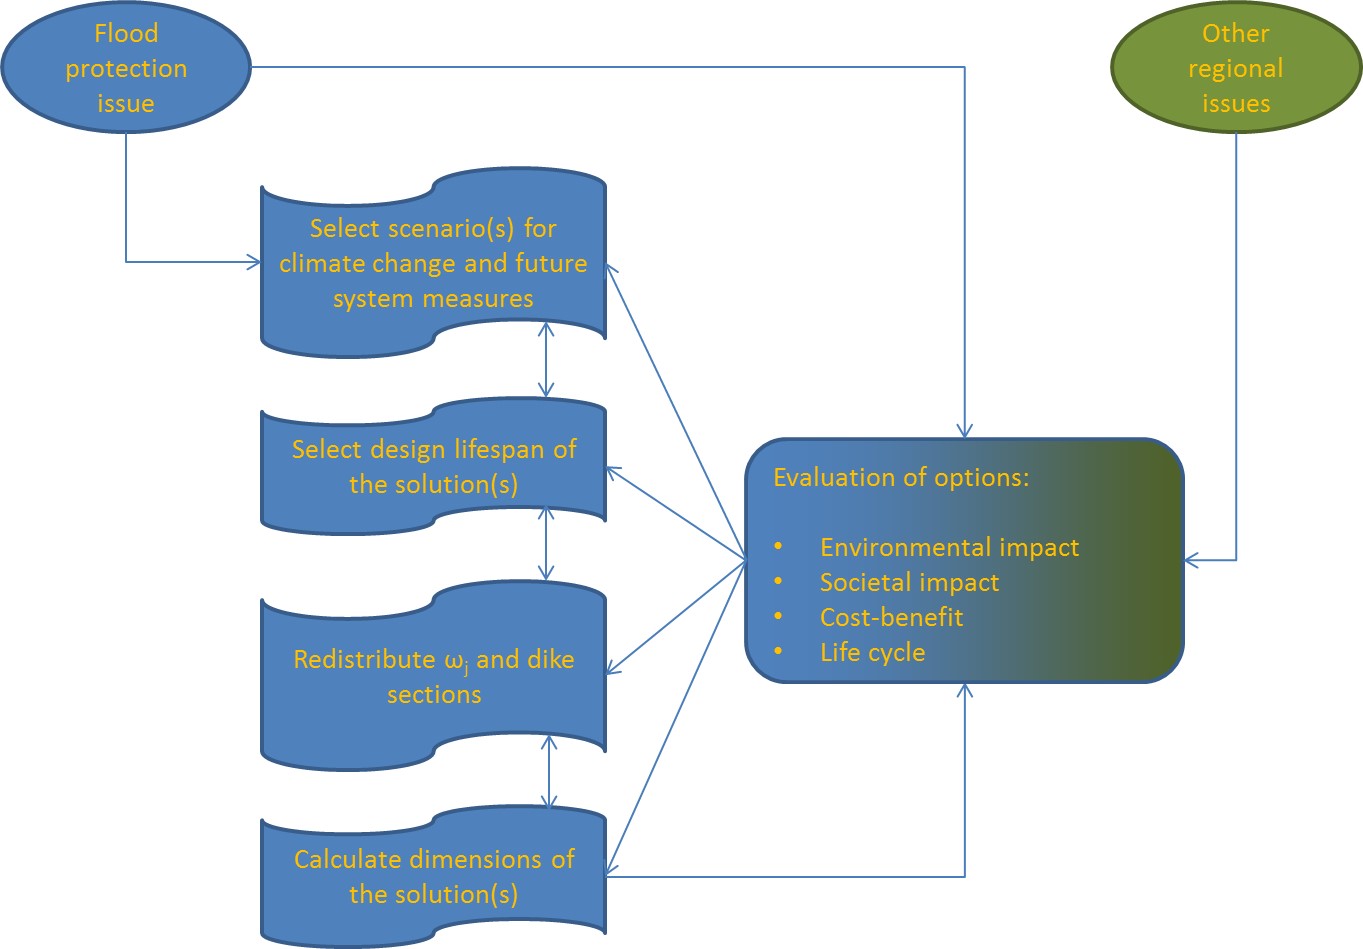 Flood
protection
issue
Other
regional
issues
Select scenario(s) for
climate change and future
system measures
Select design lifespan of
the solution(s)
Evaluation of options:
• Environmental impact
• Societal impact
• Cost-benefit
• Life cycle
Redistribute ωj and dike
sections
Calculate dimensions of
the solution(s)